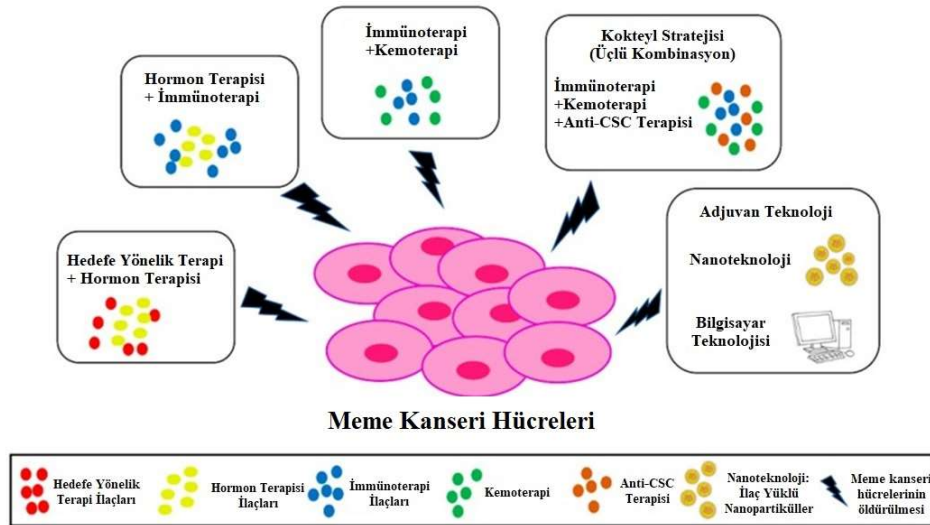 İmmünoterapi
+Kemoterapi
Kokteyl Stratejisi
(Üçlü Kombinasyon)
İmmünoterapi
+Kemoterapi
+Anti-CSC Terapisi
Hormon Terapisi
+ İmmünoterapi
Adjuvan Teknoloji
Nanoteknoloji
Bilgisayar
Teknolojisi
Hedefe Yönelik Terapi
+ Hormon Terapisi
Meme Kanseri Hücreleri
Hedefe Yönelik
Terapi İlaçları
Hormon Terapisi
İlaçları
İmmünoterapi
İlaçları
Kemoterapi
Anti-CSC
Terapisi
Nanoteknoloji:
İlaç Yüklü
Nanopartiküller
Meme kanseri
hücrelerinin
öldürülmesi